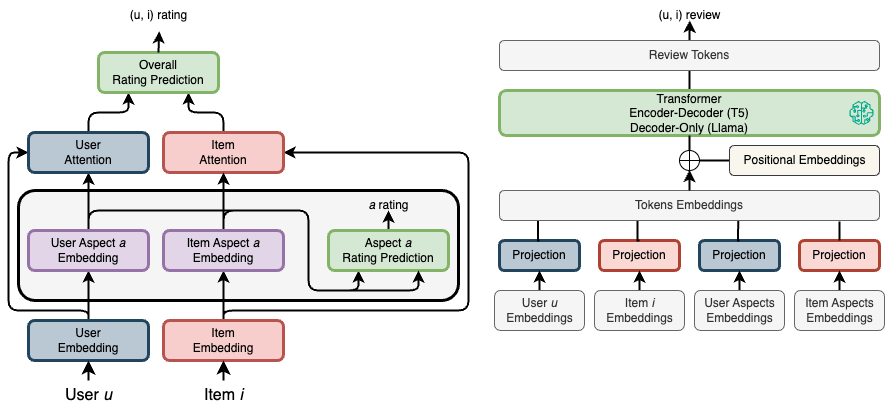 (u, i) rating
Overall
Rating Prediction
User
Attention
Item
Attention
a rating
User Aspect a
Embedding
Item Aspect a
Embedding
Aspect a
Rating Prediction
User
Embedding
Item
Embedding
User u
Item i
(u, i) review
Review Tokens
Transformer
Encoder-Decoder (T5)
Decoder-Only (Llama)
Positional Embeddings
Tokens Embeddings
Projection
Projection
Projection
Projection
User u
Embeddings
Item i
Embeddings
User Aspects
Embeddings
Item Aspects
Embeddings